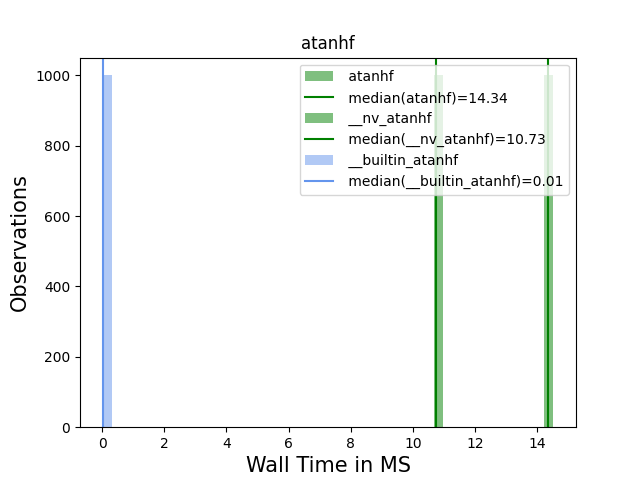 atanhf
1000
800
600
400
200
0
Observations
atanhf
median(atanhf)=14.34
__nv_atanhf
median(__nv_atanhf)=10.73
__builtin_atanhf
median(__builtin_atanhf)=0.01
0 2 4 6 8 10 12 14
Wall Time in MS